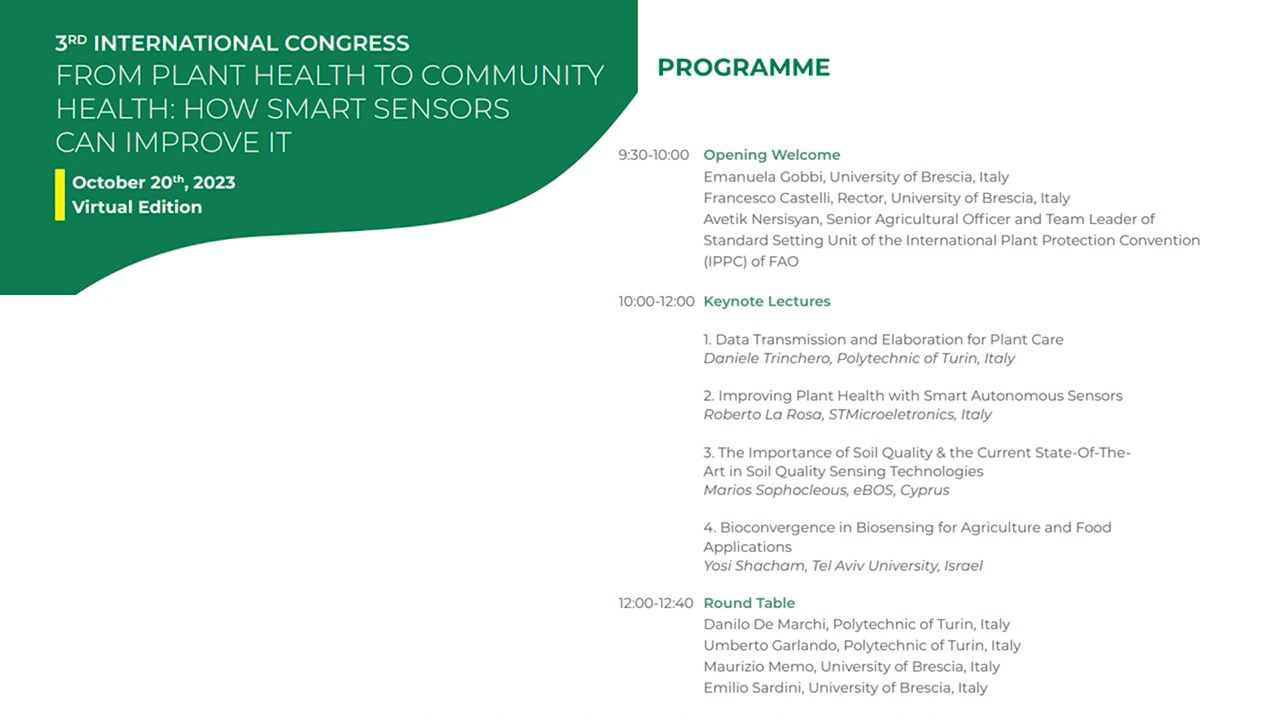 3RD INTERNATIONAL CONGRESS
FROM PLANT HEALTH TO COMMUNITY
HEALTH: HOW SMART SENSORS
CAN IMPROVE IT
October 20th, 2023
Virtual Edition
PROGRAMME
9:30-10:00 Opening Welcome
Emanuela Gobbi, University of Brescia, Italy
Francesco Castelli, Rector, University of Brescia, Italy
Avetik Nersisyan, Senior Agricultural Officer and Team Leader of
Standard Setting Unit of the International Plant Protection Convention
(IPPC) of FAO
10:00-12:00 Keynote Lectures
1. Data Transmission and Elaboration for Plant Care
Daniele Trinchero, Polytechnic of Turin, Italy
2. Improving Plant Health with Smart Autonomous Sensors
Roberto La Rosa, STMicroeletronics, Italy
3. The Importance of Soil Quality & the Current State-Of-The-
Art in Soil Quality Sensing Technologies
Marios Sophocleous, eBOS, Cyprus
4. Bioconvergence in Biosensing for Agriculture and Food
Applications
Yosi Shacham, Tel Aviv University, Israel
12:00-12:40 Round Table
Danilo De Marchi, Polytechnic of Turin, Italy
Umberto Garlando, Polytechnic of Turin, Italy
Maurizio Memo, University of Brescia, Italy
Emilio Sardini, University of Brescia, Italy